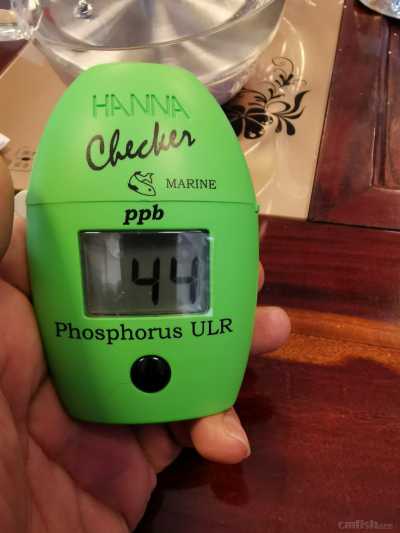 HANNA
Checker
MARINE
ppb
44
Phosphorus ULR